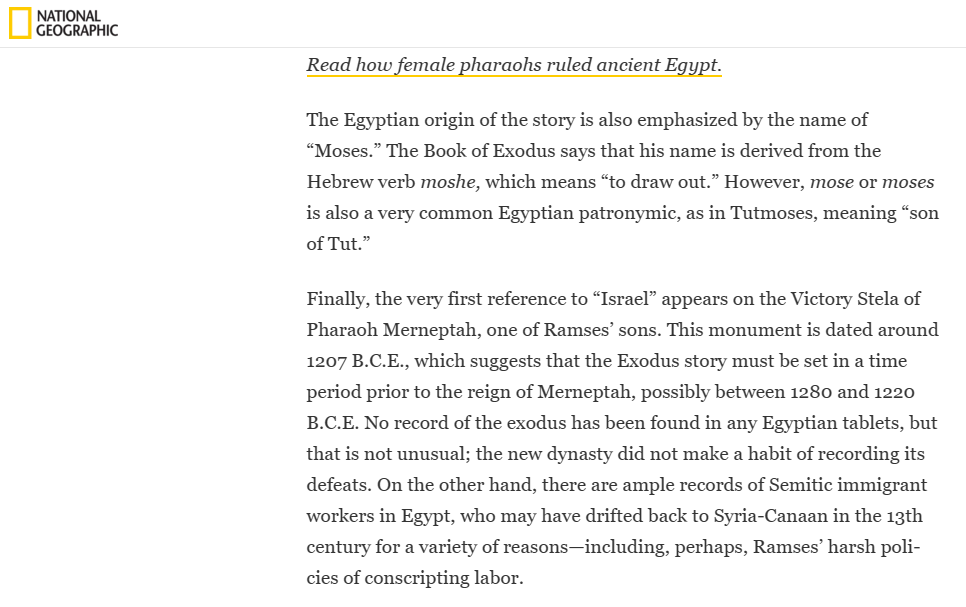 NATIONAL
GEOGRAPHIC
Read how female pharaohs ruled ancient Egypt.
The Egyptian origin of the story is also emphasized by the name of
“Moses.” The Book of Exodus says that his name is derived from the
Hebrew verb moshe, which means “to draw out.” However, mose or moses
is also a very common Egyptian patronymic, as in Tutmoses, meaning “son
of Tut.”
Finally, the very first reference to “Israel” appears on the Victory Stela of
Pharaoh Merneptah, one of Ramses’ sons. This monument is dated around
1207 B.C.E., which suggests that the Exodus story must be set in a time
period prior to the reign of Merneptah, possibly between 1280 and 1220
B.C.E. No record of the exodus has been found in any Egyptian tablets, but
that is not unusual; the new dynasty did not make a habit of recording its
defeats. On the other hand, there are ample records of Semitic immigrant
workers in Egypt, who may have drifted back to Syria-Canaan in the 13th
century for a variety of reasons—including, perhaps, Ramses’ harsh poli-
cies of conscripting labor.